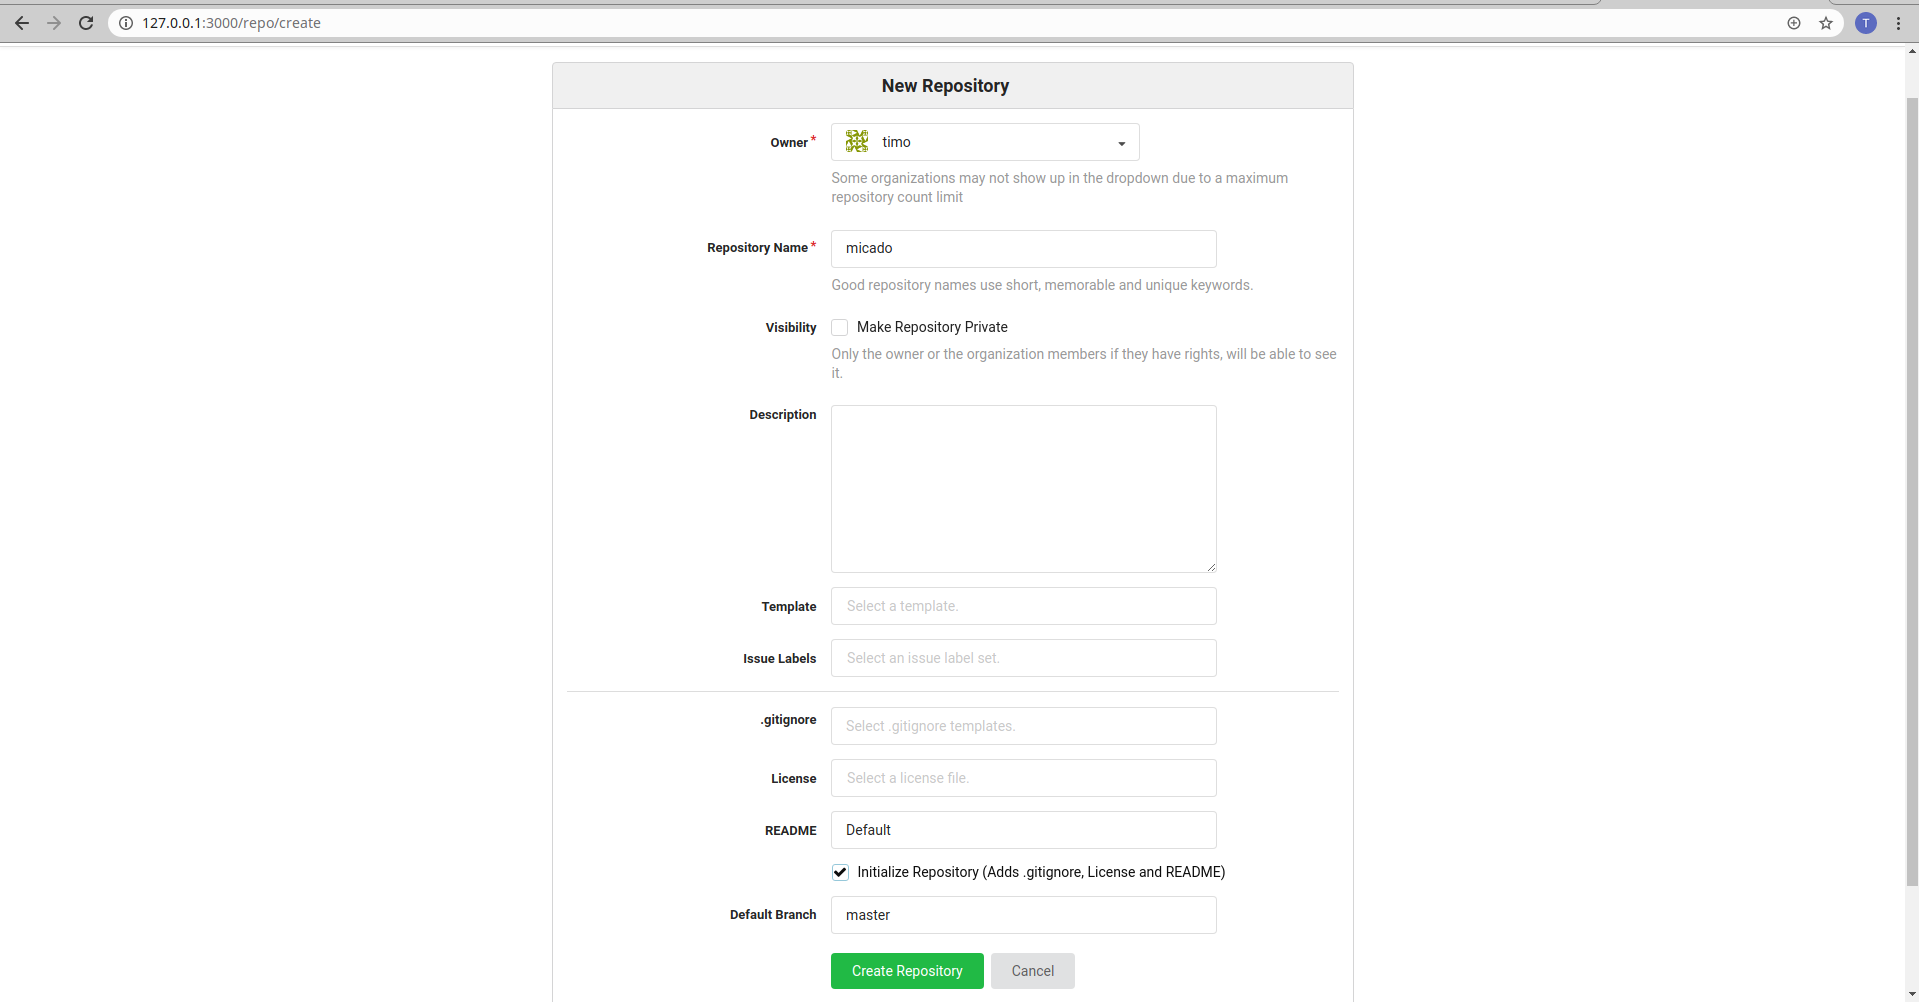 127.0.0.1:3000/repo/create
T
New Repository
Owner*
timo
Some organizations may not show up in the dropdown due to a maximum
repository count limit
Repository Name*
micado
Good repository names use short, memorable and unique keywords.
Visibility
Make Repository Private
Only the owner or the organization members if they have rights, will be able to see
it.
Description
Template
Select a template.
Issue Labels
Select an issue label set.
.gitignore
Select .gitignore templates.
License
Select a license file.
README
Default
Initialize Repository (Adds .gitignore, License and README)
Default Branch
master
Create Repository
Cancel